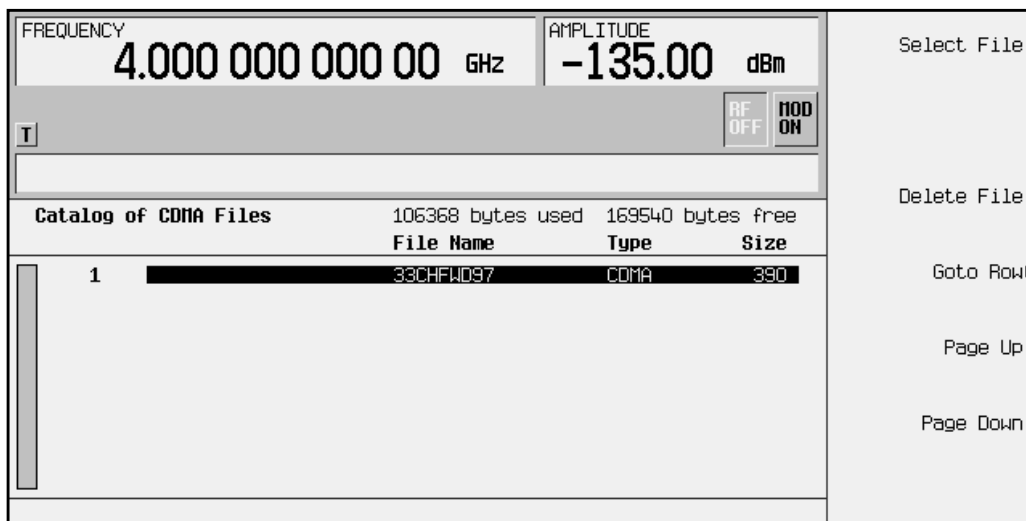 FREQUENCY
4.000 000 000 00 GHz
AMPLITUDE
-135.00 dBm
RF OFF
MOD ON
T
Catalog of CDMA Files 106368 bytes used 169540 bytes free
File Name Type Size
1 33CHFWD97 CDMA 390
Select File
Delete File
Goto Row
Page Up
Page Down